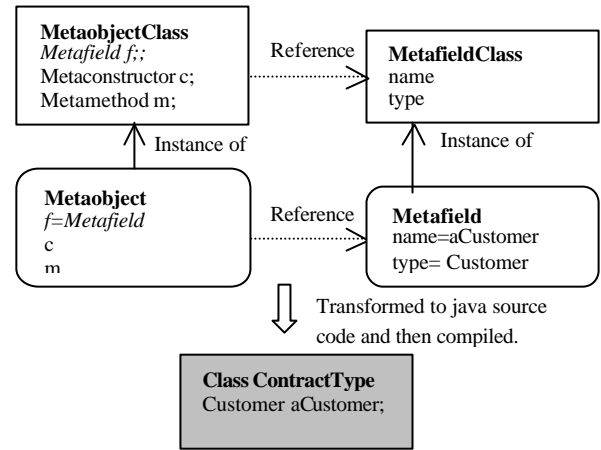 MetaobjectClass
Metafield f;;
Metaconstructor c;
Metamethod m;
Reference
MetafieldClass
name
type
Instance of
Instance of
Metaobject
f=Metafield
c
m
Reference
Metafield
name=aCustomer
type= Customer
Transformed to java source
code and then compiled.
Class ContractType
Customer aCustomer;